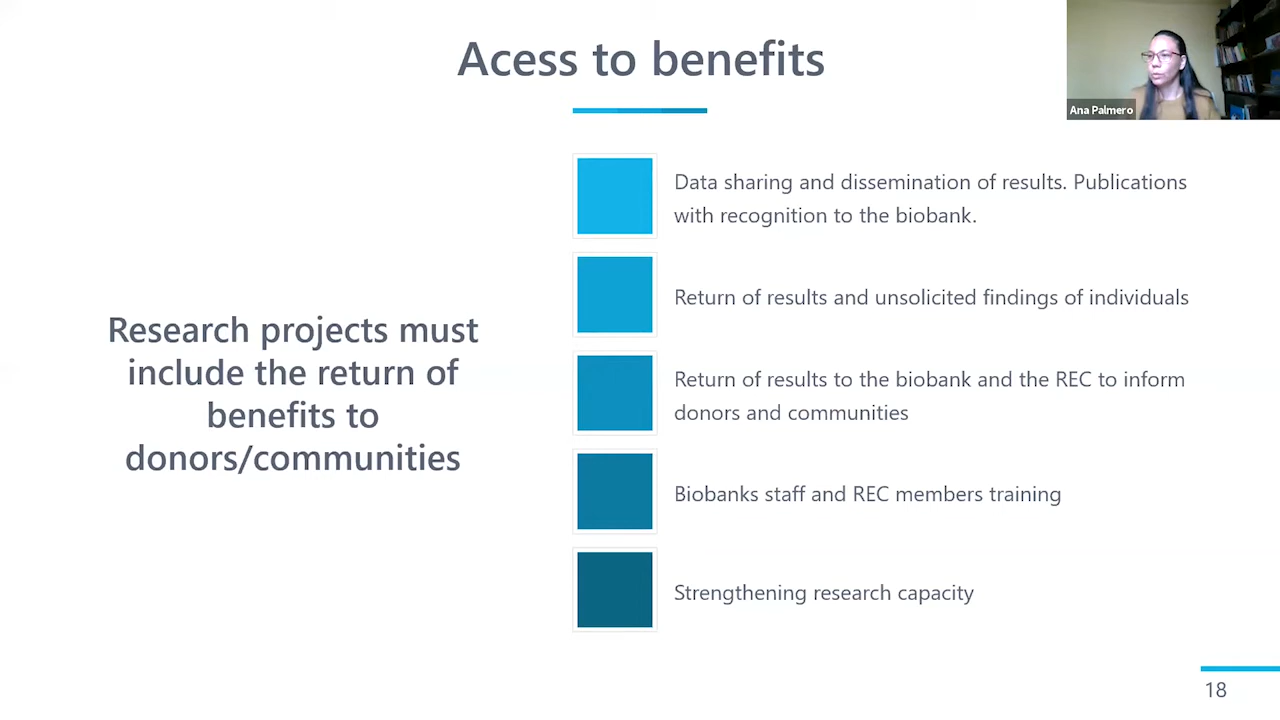 Acess to benefits
Ana Palmero
Research projects must
include the return of
benefits to
donors/communities
Data sharing and dissemination of results. Publications
with recognition to the biobank.
Return of results and unsolicited findings of individuals
Return of results to the biobank and the REC to inform
donors and communities
Biobanks staff and REC members training
Strengthening research capacity
18